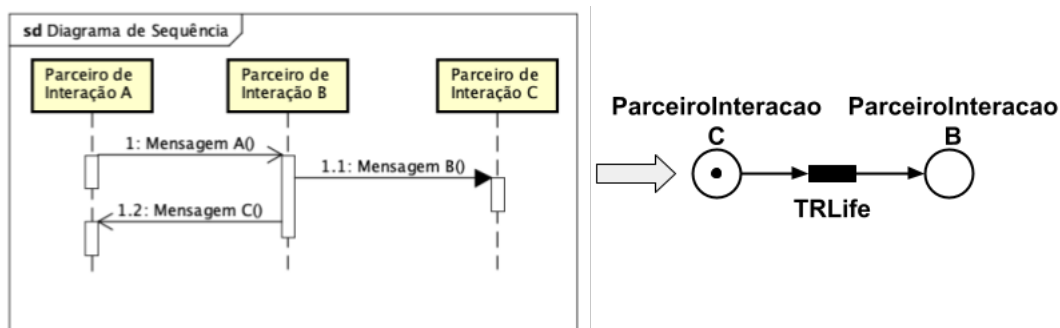 sd Diagrama de Sequência
Parceiro de
Interação A
Parceiro de
Interação B
Parceiro de
Interação C
1: Mensagem A()
1.1: Mensagem B()
1.2: Mensagem C()
ParceiroInteracao
C
ParceiroInteracao
B
TRLife